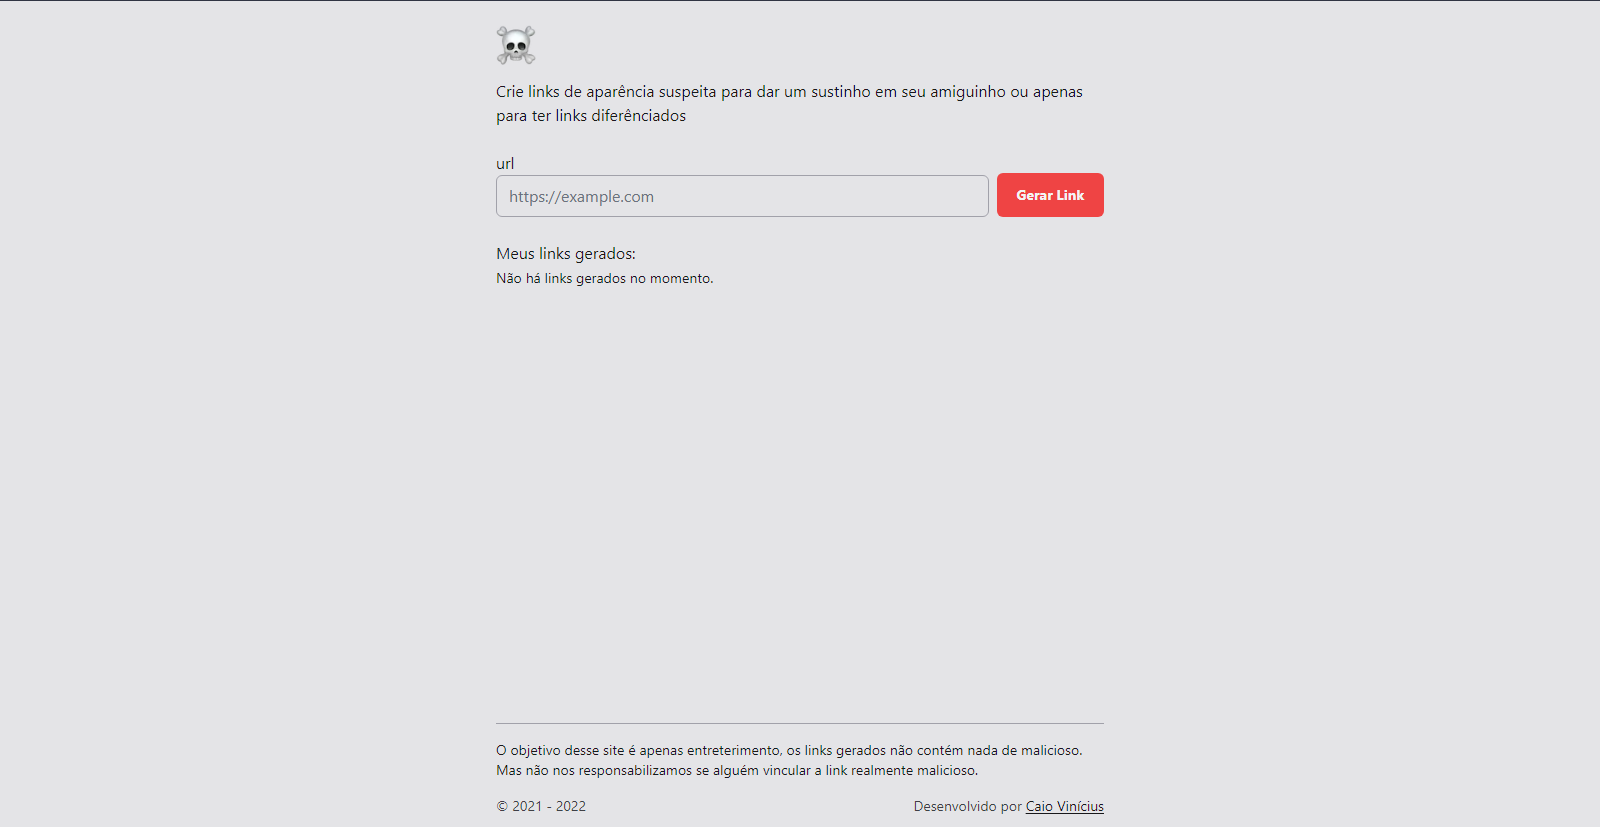 Crie links de aparência suspeita para dar um sustinho em seu amiguinho ou apenas
para ter links diferênciados
url
https://example.com
Gerar Link
Meus links gerados:
Não há links gerados no momento.
O objetivo desse site é apenas entreterimento, os links gerados não contém nada de malicioso.
Mas não nos responsabilizamos se alguém vincular a link realmente malicioso.
© 2021 - 2022
Desenvolvido por Caio Vinícius